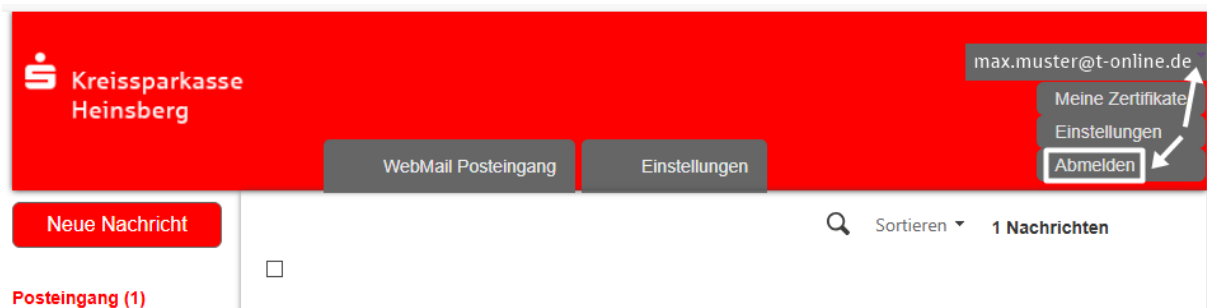 Kreissparkasse
Heinsberg
max.muster@t-online.de
Meine Zertifikate
Einstellungen
Abmelden
WebMail Posteingang
Einstellungen
Neue Nachricht
Sortieren
1 Nachrichten
Posteingang (1)